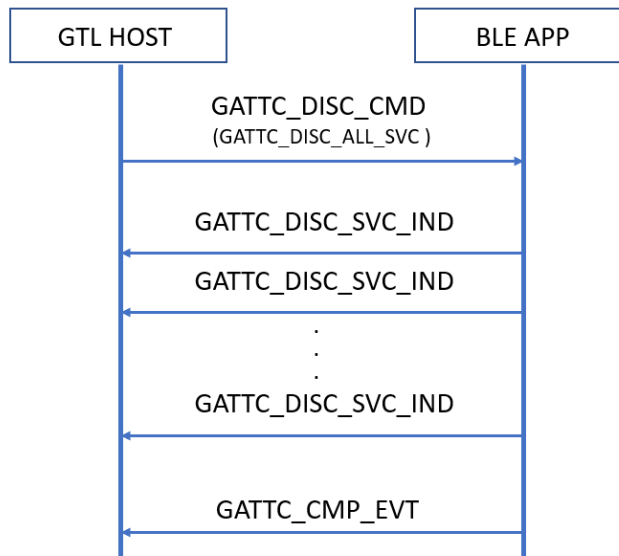 GTL HOST
BLE APP
GATTC_DISC_CMD
(GATTC_DISC_ALL_SVC )
GATTC_DISC_SVC_IND
GATTC_DISC_SVC_IND
.
.
.
GATTC_DISC_SVC_IND
GATTC_CMP_EVT